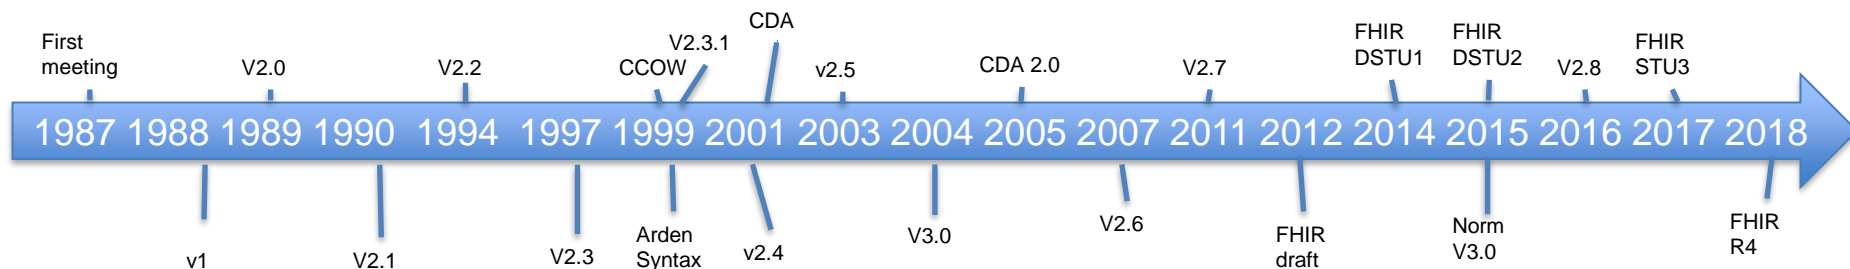 CDA
First
meeting
V2.0
V2.2
CCOW
V2.3.1
v2.5
CDA 2.0
V2.7
FHIR
DSTU1
FHIR
DSTU2
V2.8
FHIR
STU3
1987 1988 1989 1990 1994 1997 1999 2001 2003 2004 2005 2007 2011 2012 2014 2015 2016 2017 2018
v1
V2.1
V2.3
Arden
Syntax
v2.4
V3.0
V2.6
FHIR
draft
Norm
V3.0
FHIR
R4